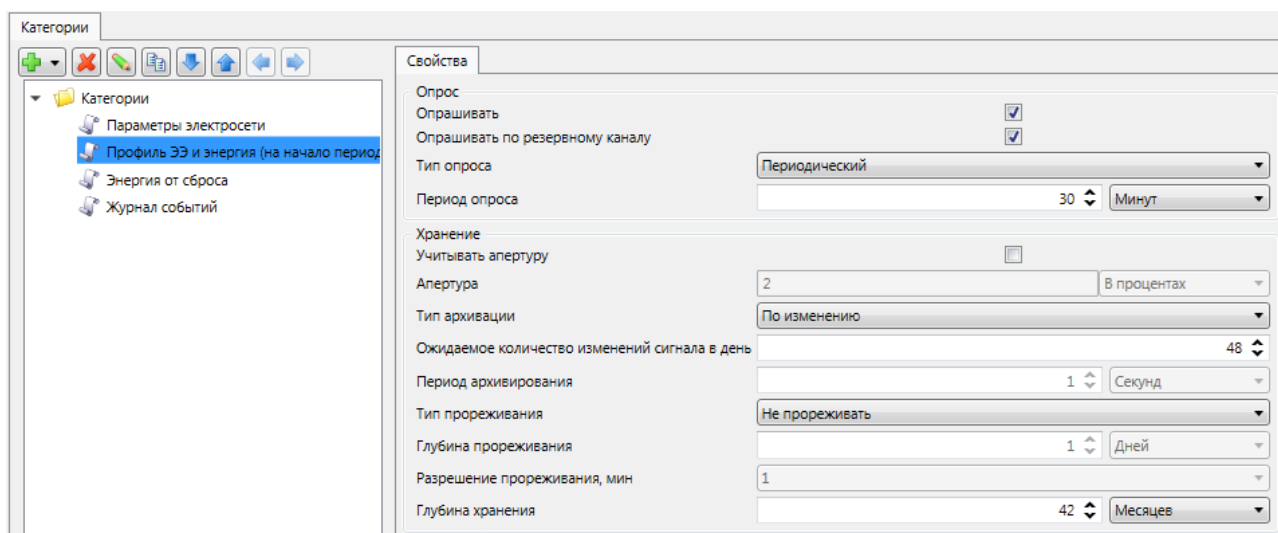 Категории
Категории
Параметры электросети
Профиль ЭЭ и энергия (на начало период
Энергия от сброса
Журнал событий
Свойства
Опрос
Опрашивать
Опрашивать по резервному каналу
Тип опроса Периодический
Период опроса 30 Минут
Хранение
Учитывать апертуру
Апертура 2 В процентах
Тип архивации По изменению
Ожидаемое количество изменений сигнала в день 48
Период архивирования 1 Секунд
Тип прореживания Не прореживать
Глубина прореживания 1 Дней
Разрешение прореживания, мин 1
Глубина хранения 42 Месяцев